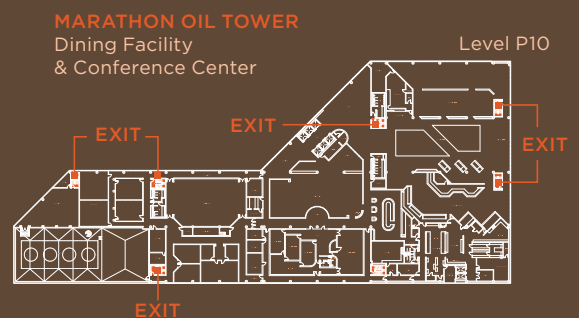 MARATHON OIL TOWER
Dining Facility
& Conference Center
Level P10
EXIT
EXIT
EXIT
EXIT